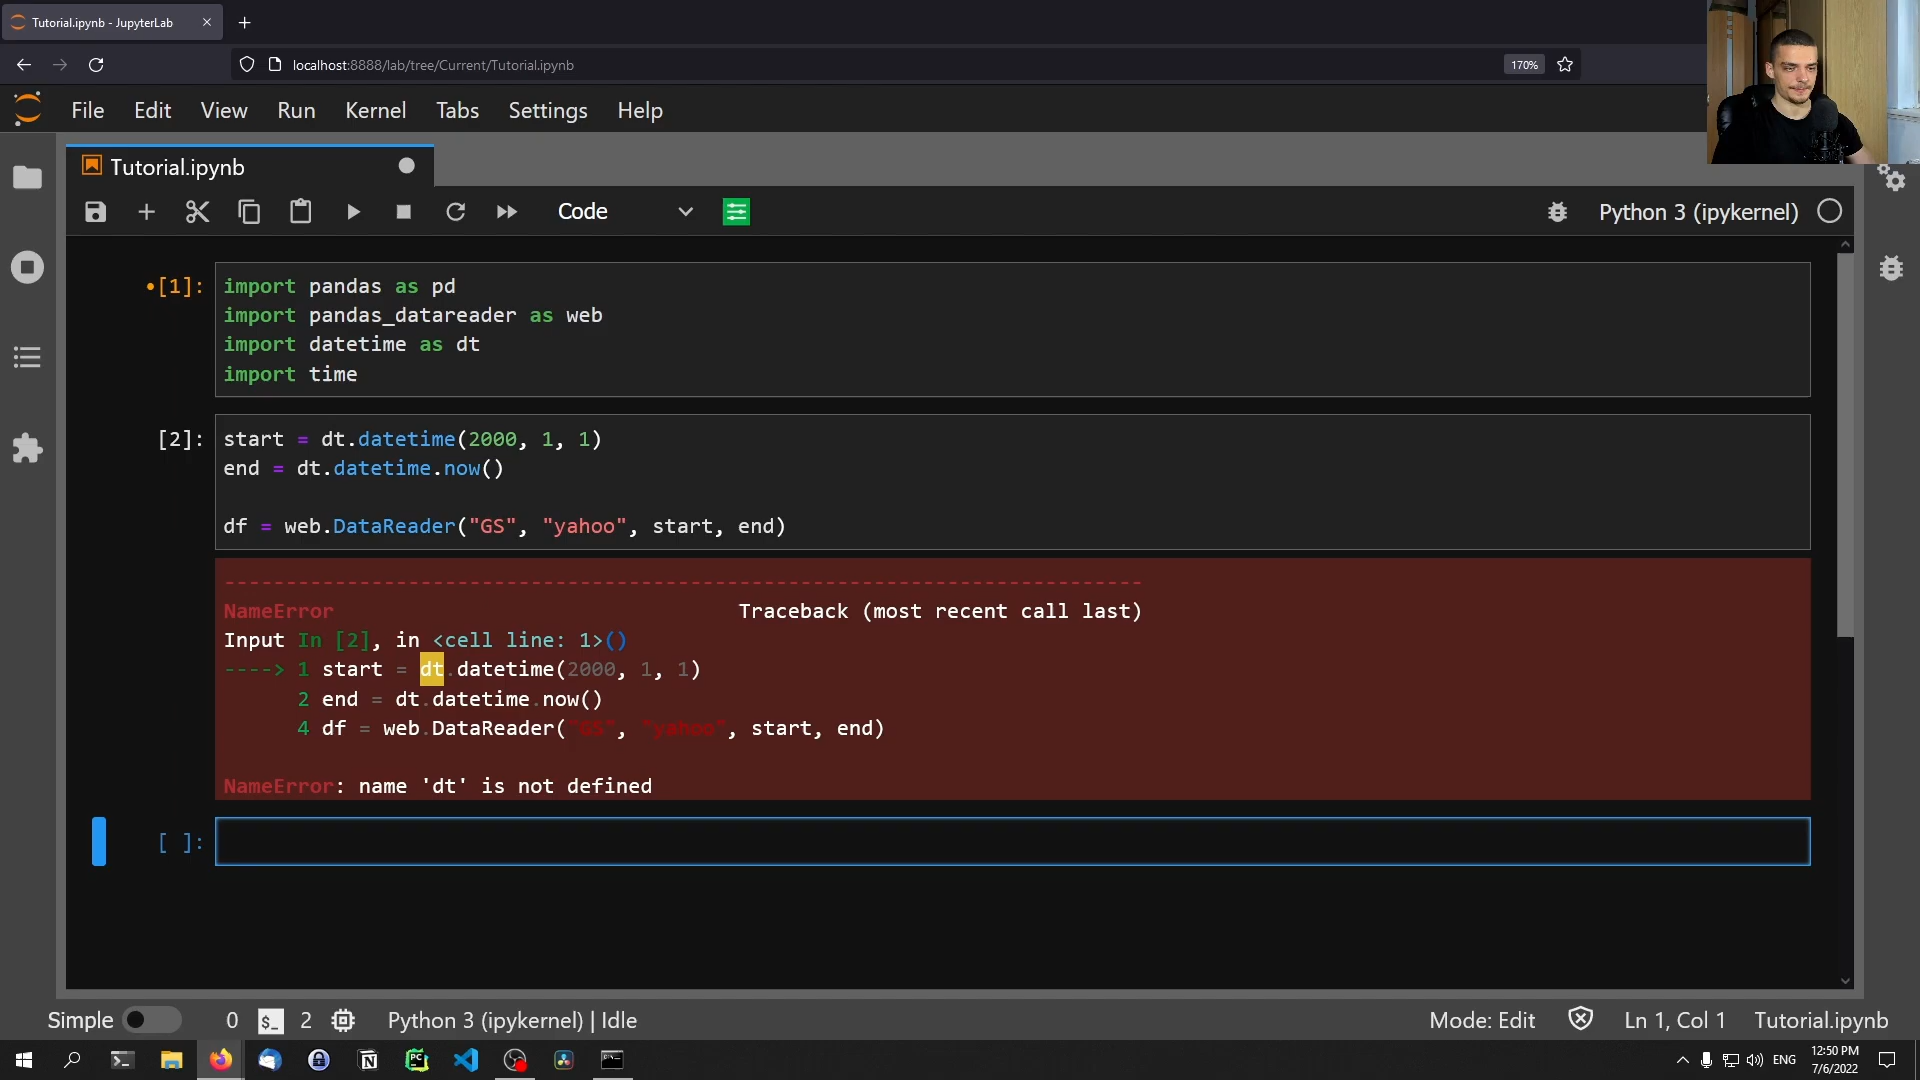 Tutorial.ipynb - JupyterLab
localhost:8888/lab/tree/Current/Tutorial.ipynb
170%
File Edit View Run Kernel Tabs Settings Help
Tutorial.ipynb
Code
Python 3 (ipykernel)
[1]:
import pandas as pd
import pandas_datareader as web
import datetime as dt
import time
[2]:
start = dt.datetime(2000, 1, 1)
end = dt.datetime.now()
df = web.DataReader("GS", "yahoo", start, end)
---------------------------------------------------------------------------
NameError Traceback (most recent call last)
Input In [2], in <cell line: 1>()
----> 1 start = dt.datetime(2000, 1, 1)
2 end = dt.datetime.now()
4 df = web.DataReader("GS", "yahoo", start, end)
NameError: name 'dt' is not defined
[ ]:
Simple 0 $_ 2 Python 3 (ipykernel) | Idle Mode: Edit Ln 1, Col 1 Tutorial.ipynb
ENG 12:50 PM
7/6/2022